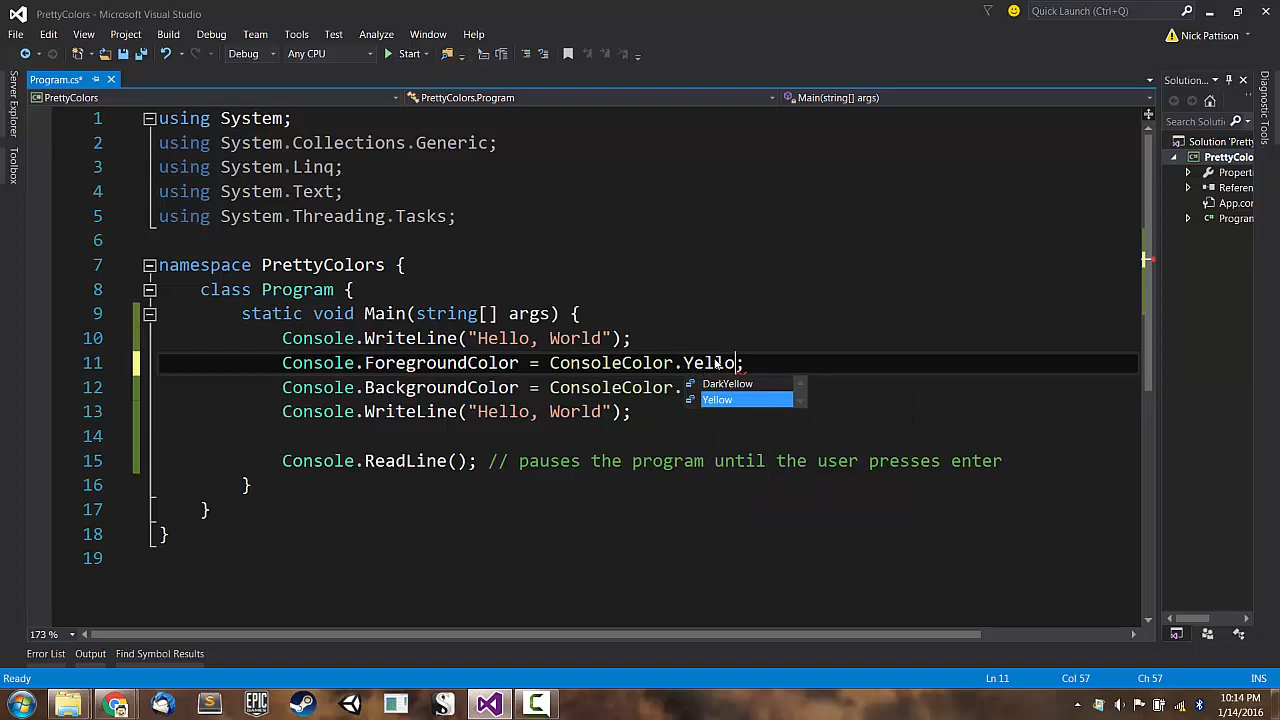 PrettyColors - Microsoft Visual Studio
Quick Launch (Ctrl+Q)
File Edit View Project Build Debug Team Tools Test Analyze Window Help
Nick Pattison
Debug Any CPU Start
Program.cs*
PrettyColors PrettyColors.Program Main(string[] args)
Server Explorer
Toolbox
1 using System;
2 using System.Collections.Generic;
3 using System.Linq;
4 using System.Text;
5 using System.Threading.Tasks;
6
7 namespace PrettyColors {
8 class Program {
9 static void Main(string[] args) {
10 Console.WriteLine("Hello, World");
11 Console.ForegroundColor = ConsoleColor.Yello;
12 Console.BackgroundColor = ConsoleColor.
DarkYellow
Yellow
13 Console.WriteLine("Hello, World");
14
15 Console.ReadLine(); // pauses the program until the user presses enter
16 }
17 }
18 }
19
Solution...
Search Soluti
Solution 'Pretty
PrettyColo
Properti
Referen
App.con
Program
Diagnostic Tools
173 %
Error List Output Find Symbol Results
Ready Ln 11 Col 57 Ch 57 INS
EPIC GAMES
10:14 PM
1/14/2016